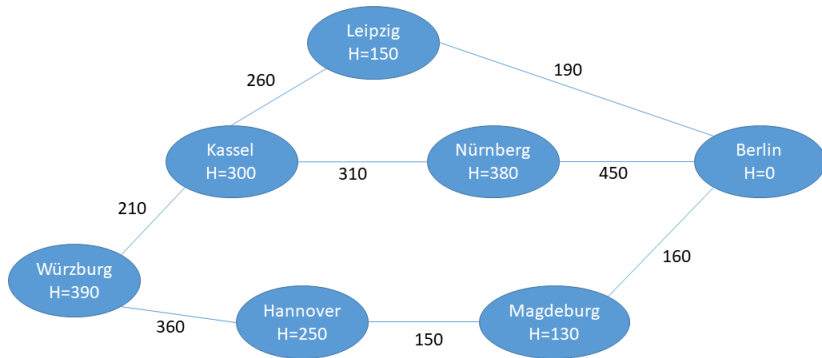 Leipzig
H=150
260
190
Kassel
H=300
310
Nürnberg
H=380
450
Berlin
H=0
210
160
Würzburg
H=390
360
Hannover
H=250
150
Magdeburg
H=130